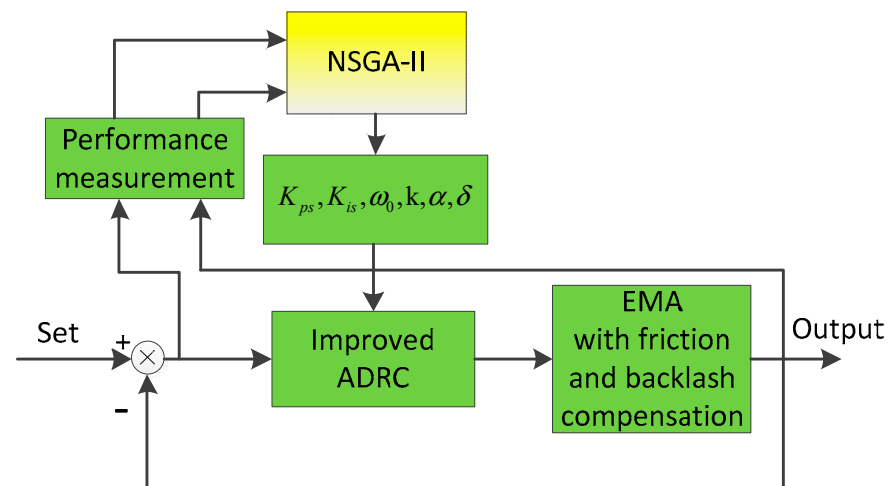 NSGA-II
Performance
measurement
K_ps, K_is, ω_0, k, α, δ
Set
+
-
Improved
ADRC
EMA
with friction
and backlash
compensation
Output